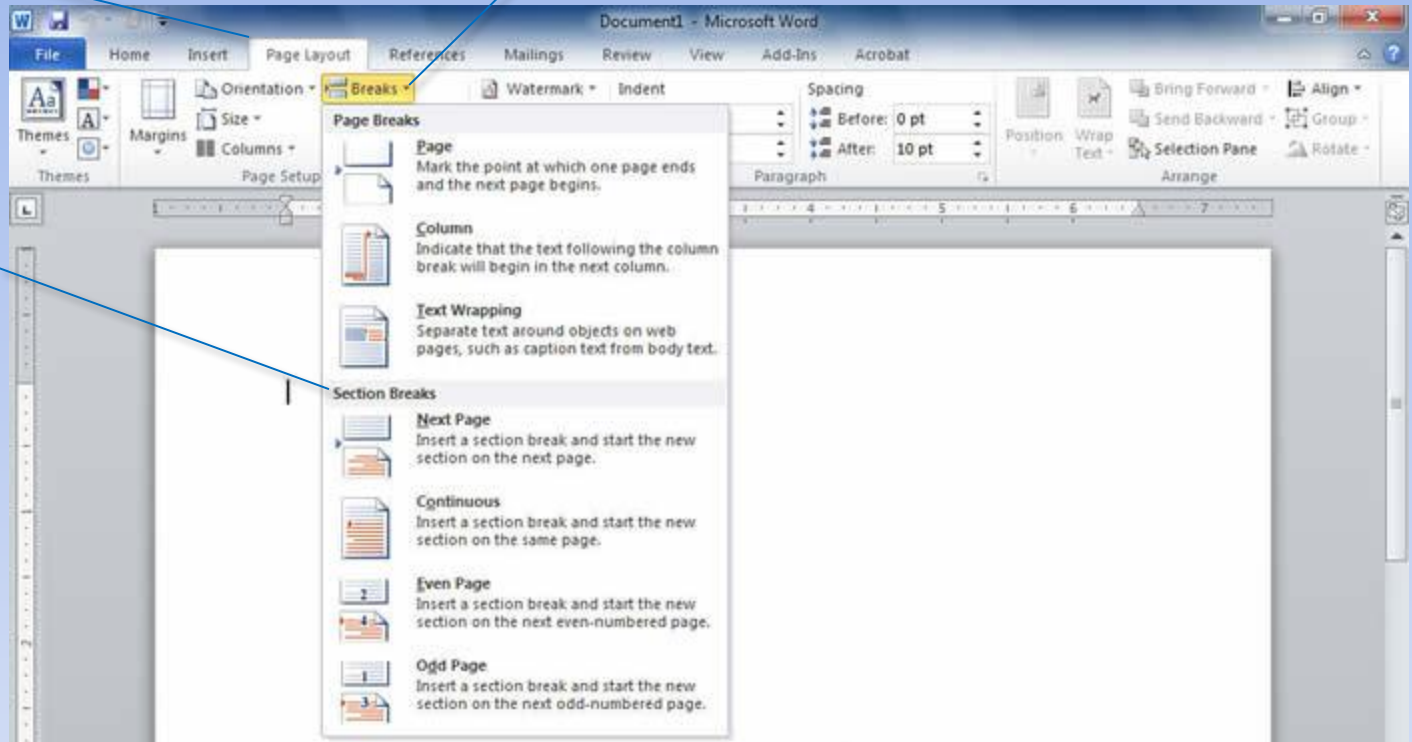 Document1 - Microsoft Word
File Home Insert Page Layout References Mailings Review View Add-Ins Acrobat
Themes
Margins
Orientation
Size
Columns
Breaks
Watermark
Indent
Spacing
Before: 0 pt
After: 10 pt
Position
Wrap
Text
Bring Forward
Send Backward
Selection Pane
Align
Group
Rotate
Themes
Page Setup
Paragraph
Arrange
4 5 6 7
Page Breaks
Page
Mark the point at which one page ends
and the next page begins.
Column
Indicate that the text following the column
break will begin in the next column.
Text Wrapping
Separate text around objects on web
pages, such as caption text from body text.
Section Breaks
Next Page
Insert a section break and start the new
section on the next page.
Continuous
Insert a section break and start the new
section on the same page.
Even Page
Insert a section break and start the new
section on the next even-numbered page.
Odd Page
Insert a section break and start the new
section on the next odd-numbered page.